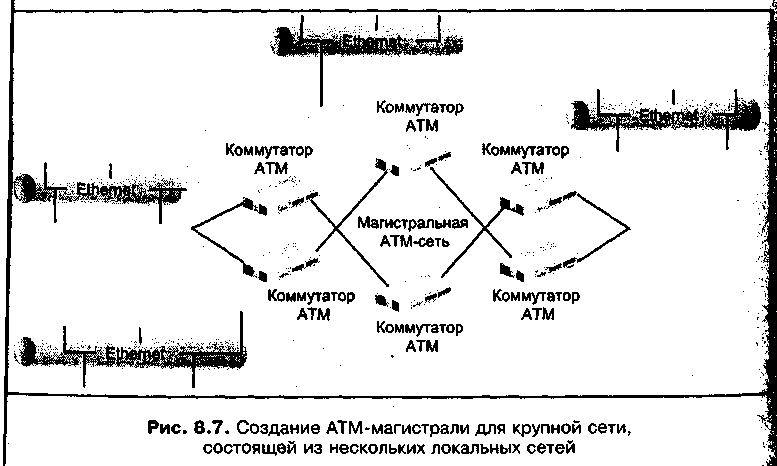 Ethernet
Коммутатор
АТМ
Ethernet
Коммутатор
АТМ
Коммутатор
АТМ
Ethernet
Магистральная
АТМ-сеть
Коммутатор
АТМ
Коммутатор
АТМ
Коммутатор
АТМ
Ethernet
Рис. 8.7. Создание АТМ-магистрали для крупной сети,
состоящей из нескольких локальных сетей